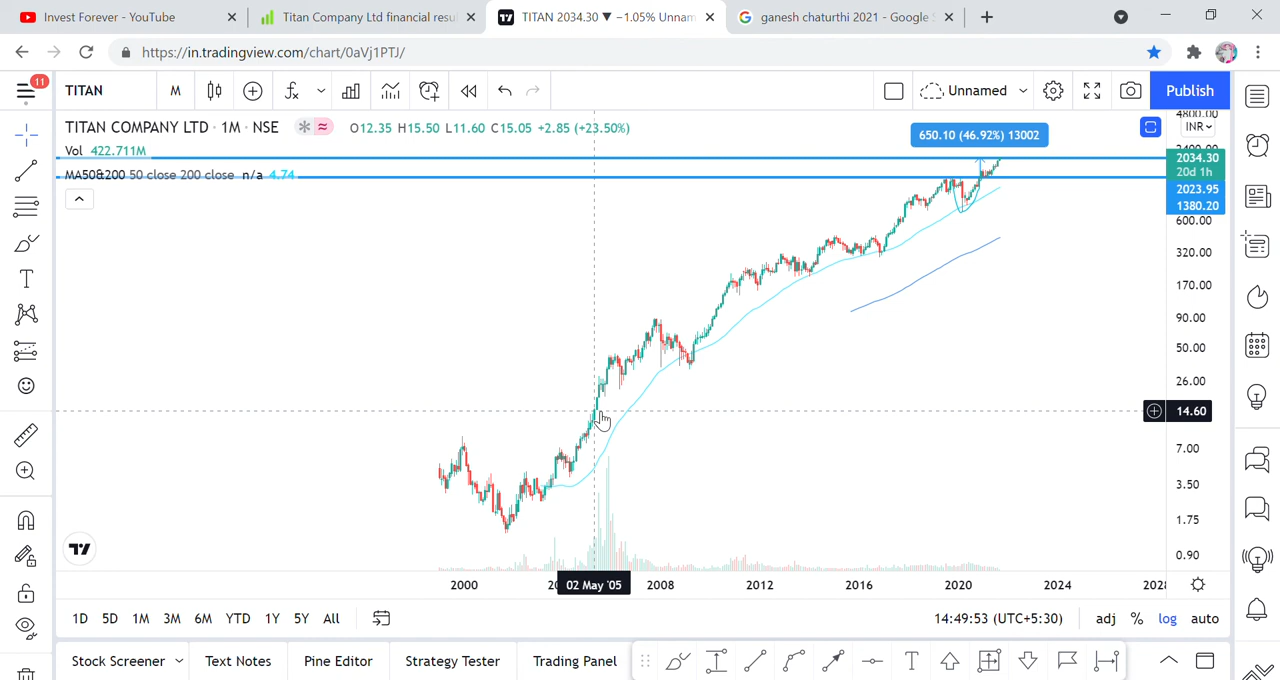 Invest Forever - YouTube
Titan Company Ltd financial resu
TITAN 2034.30 ▼ −1.05% Unnam
ganesh chaturthi 2021 - Google S
https://in.tradingview.com/chart/0aVj1PTJ/
11
TITAN
M
Unnamed
Publish
TITAN COMPANY LTD · 1M · NSE
O12.35 H15.50 L11.60 C15.05 +2.85 (+23.50%)
Vol 422.711M
MA50&200 50 close 200 close n/a 4.74
650.10 (46.92%) 13002
4800.00
INR
2400.00
2034.30
20d 1h
2023.95
1380.20
600.00
320.00
170.00
90.00
50.00
26.00
14.60
7.00
3.50
1.75
0.90
2000
02 May '05
2008
2012
2016
2020
2024
2028
1D 5D 1M 3M 6M YTD 1Y 5Y All
14:49:53 (UTC+5:30)
adj % log auto
Stock Screener
Text Notes
Pine Editor
Strategy Tester
Trading Panel